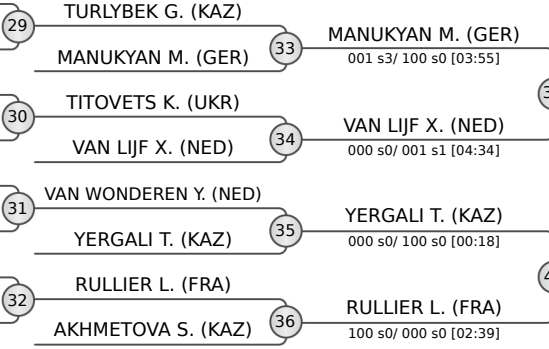 TURLYBEK G. (KAZ)
29
MANUKYAN M. (GER)
33
MANUKYAN M. (GER)
001 s3/ 100 s0 [03:55]
TITOVETS K. (UKR)
30
VAN LIJF X. (NED)
34
VAN LIJF X. (NED)
000 s0/ 001 s1 [04:34]
VAN WONDEREN Y. (NED)
31
YERGALI T. (KAZ)
35
YERGALI T. (KAZ)
000 s0/ 100 s0 [00:18]
RULLIER L. (FRA)
32
AKHMETOVA S. (KAZ)
36
RULLIER L. (FRA)
100 s0/ 000 s0 [02:39]